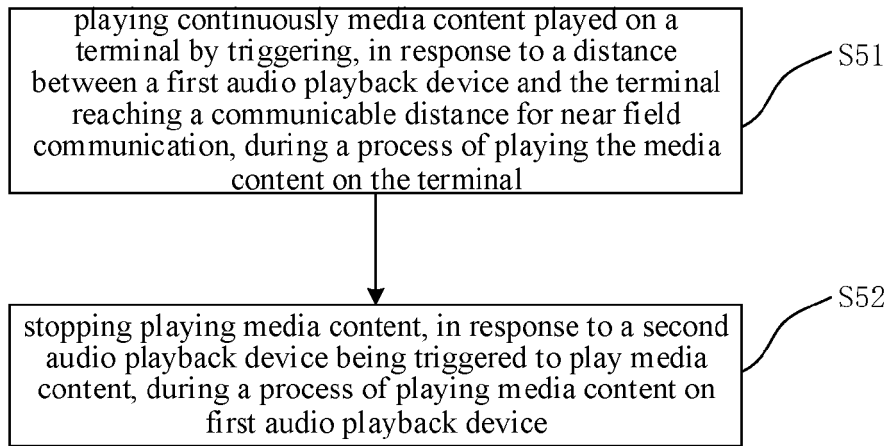 playing continuously media content played on
a terminal by triggering, in response to a distance
between a first audio playback device and the terminal
reaching a communicable distance for near field
communication, during a process of playing the media
content on the terminal
S51
stopping playing media content, in response to a second
audio playback device being triggered to play media
content, during a process of playing media content on
first audio playback device
S52